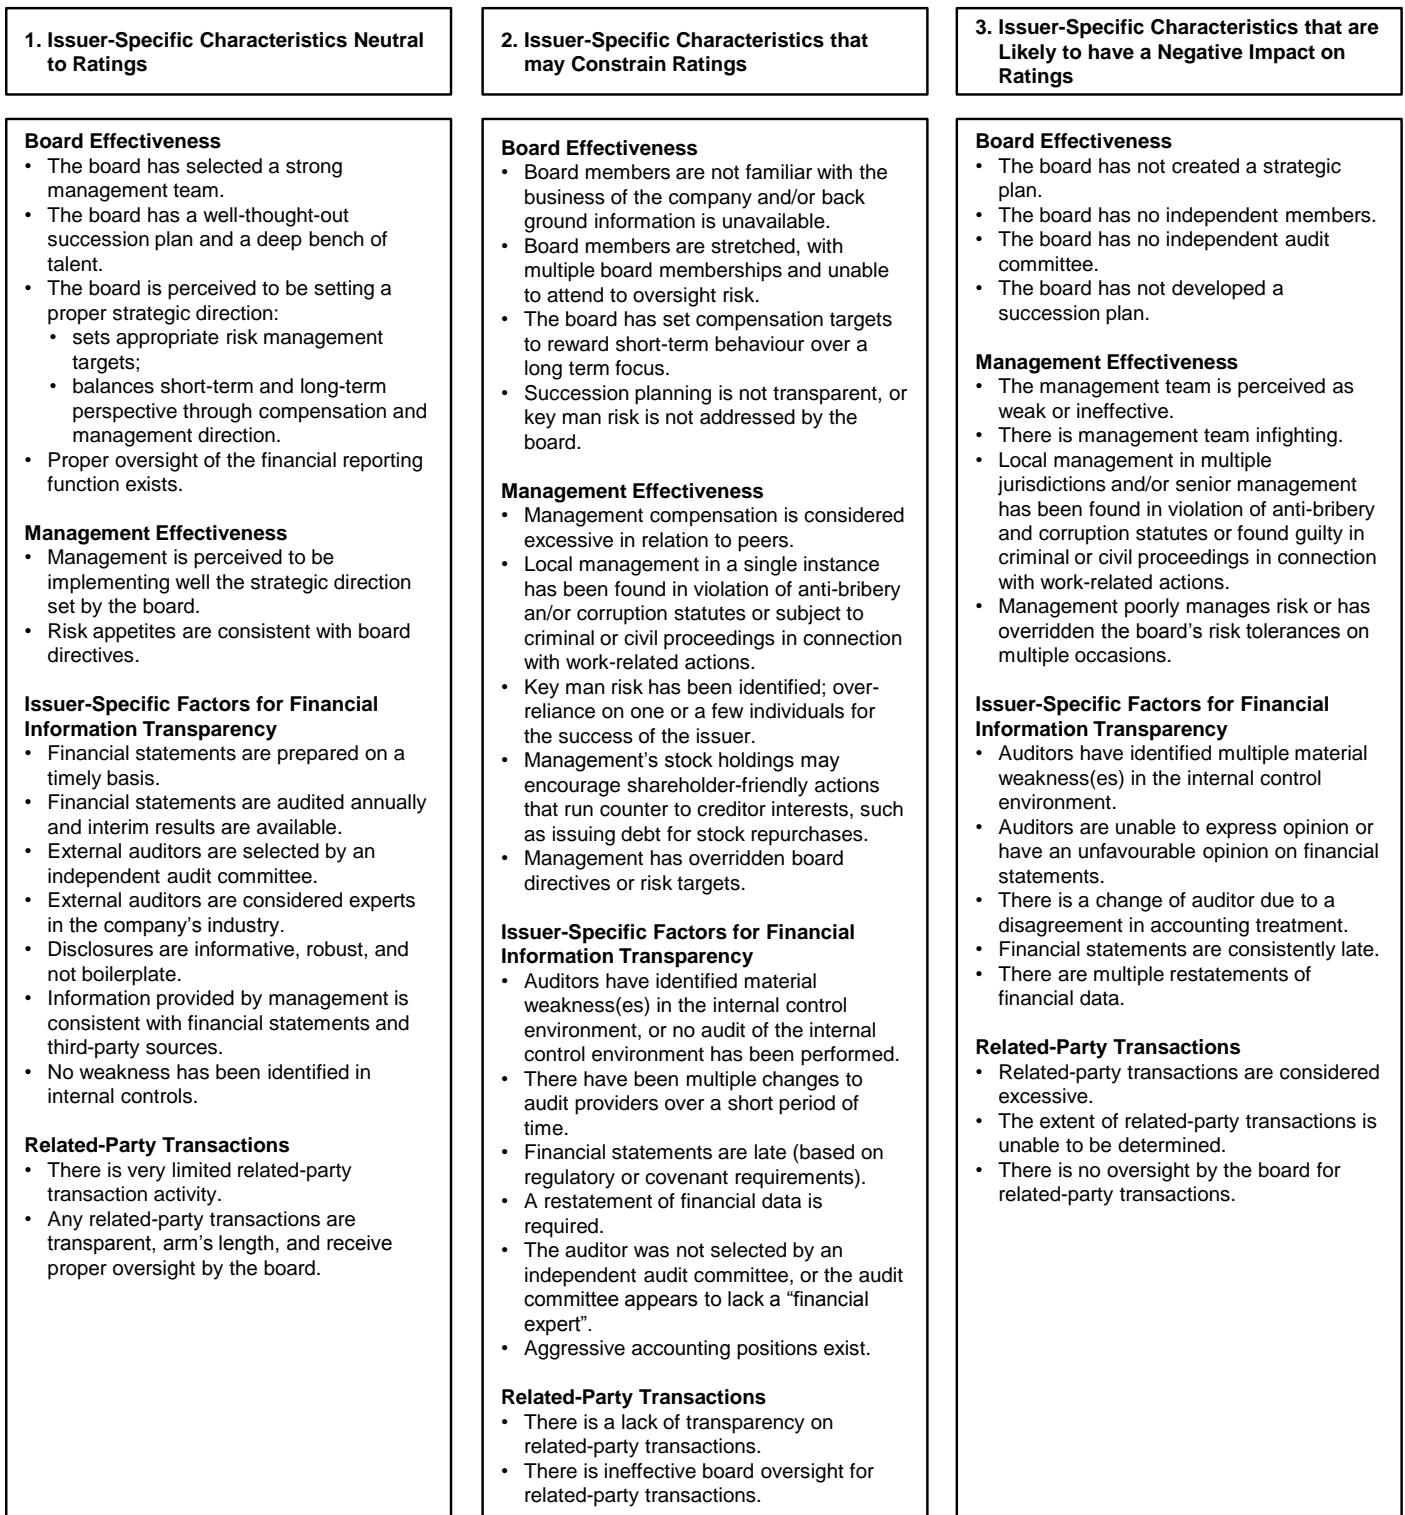 1. Issuer-Specific Characteristics Neutral
to Ratings
Board Effectiveness
• The board has selected a strong
management team.
• The board has a well-thought-out
succession plan and a deep bench of
talent.
• The board is perceived to be setting a
proper strategic direction:
• sets appropriate risk management
targets;
• balances short-term and long-term
perspective through compensation and
management direction.
• Proper oversight of the financial reporting
function exists.
Management Effectiveness
• Management is perceived to be
implementing well the strategic direction
set by the board.
• Risk appetites are consistent with board
directives.
Issuer-Specific Factors for Financial
Information Transparency
• Financial statements are prepared on a
timely basis.
• Financial statements are audited annually
and interim results are available.
• External auditors are selected by an
independent audit committee.
• External auditors are considered experts
in the company’s industry.
• Disclosures are informative, robust, and
not boilerplate.
• Information provided by management is
consistent with financial statements and
third-party sources.
• No weakness has been identified in
internal controls.
Related-Party Transactions
• There is very limited related-party
transaction activity.
• Any related-party transactions are
transparent, arm’s length, and receive
proper oversight by the board.
2. Issuer-Specific Characteristics that
may Constrain Ratings
Board Effectiveness
• Board members are not familiar with the
business of the company and/or back
ground information is unavailable.
• Board members are stretched, with
multiple board memberships and unable
to attend to oversight risk.
• The board has set compensation targets
to reward short-term behaviour over a
long term focus.
• Succession planning is not transparent, or
key man risk is not addressed by the
board.
Management Effectiveness
• Management compensation is considered
excessive in relation to peers.
• Local management in a single instance
has been found in violation of anti-bribery
an/or corruption statutes or subject to
criminal or civil proceedings in connection
with work-related actions.
• Key man risk has been identified; over-
reliance on one or a few individuals for
the success of the issuer.
• Management’s stock holdings may
encourage shareholder-friendly actions
that run counter to creditor interests, such
as issuing debt for stock repurchases.
• Management has overridden board
directives or risk targets.
Issuer-Specific Factors for Financial
Information Transparency
• Auditors have identified material
weakness(es) in the internal control
environment, or no audit of the internal
control environment has been performed.
• There have been multiple changes to
audit providers over a short period of
time.
• Financial statements are late (based on
regulatory or covenant requirements).
• A restatement of financial data is
required.
• The auditor was not selected by an
independent audit committee, or the audit
committee appears to lack a “financial
expert”.
• Aggressive accounting positions exist.
Related-Party Transactions
• There is a lack of transparency on
related-party transactions.
• There is ineffective board oversight for
related-party transactions.
3. Issuer-Specific Characteristics that are
Likely to have a Negative Impact on
Ratings
Board Effectiveness
• The board has not created a strategic
plan.
• The board has no independent members.
• The board has no independent audit
committee.
• The board has not developed a
succession plan.
Management Effectiveness
• The management team is perceived as
weak or ineffective.
• There is management team infighting.
• Local management in multiple
jurisdictions and/or senior management
has been found in violation of anti-bribery
and corruption statutes or found guilty in
criminal or civil proceedings in connection
with work-related actions.
• Management poorly manages risk or has
overridden the board’s risk tolerances on
multiple occasions.
Issuer-Specific Factors for Financial
Information Transparency
• Auditors have identified multiple material
weakness(es) in the internal control
environment.
• Auditors are unable to express opinion or
have an unfavourable opinion on financial
statements.
• There is a change of auditor due to a
disagreement in accounting treatment.
• Financial statements are consistently late.
• There are multiple restatements of
financial data.
Related-Party Transactions
• Related-party transactions are considered
excessive.
• The extent of related-party transactions is
unable to be determined.
• There is no oversight by the board for
related-party transactions.